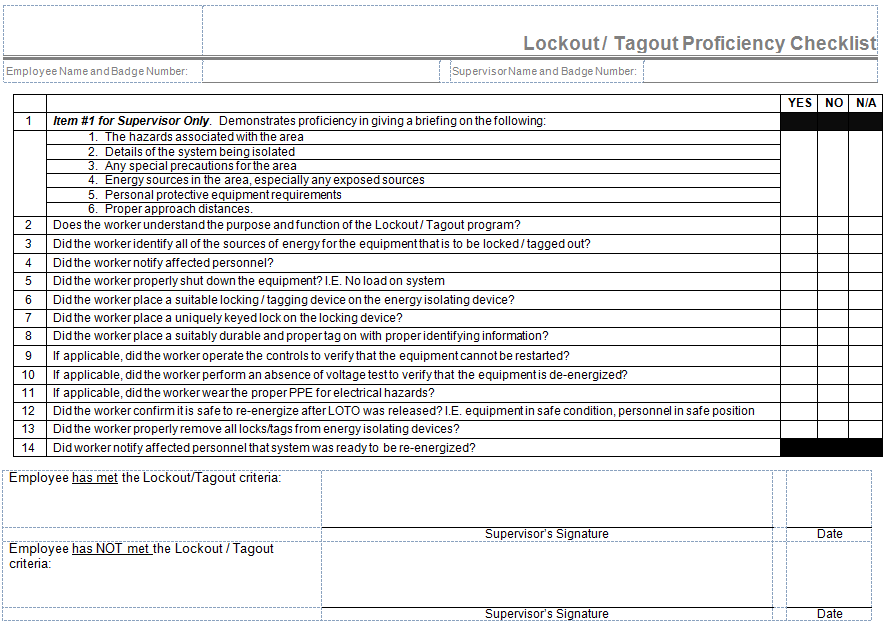 Lockout / Tagout Proficiency Checklist
Employee Name and Badge Number:
Supervisor Name and Badge Number:
YES NO N/A
1 Item #1 for Supervisor Only. Demonstrates proficiency in giving a briefing on the following:
1. The hazards associated with the area
2. Details of the system being isolated
3. Any special precautions for the area
4. Energy sources in the area, especially any exposed sources
5. Personal protective equipment requirements
6. Proper approach distances.
2 Does the worker understand the purpose and function of the Lockout / Tagout program?
3 Did the worker identify all of the sources of energy for the equipment that is to be locked / tagged out?
4 Did the worker notify affected personnel?
5 Did the worker properly shut down the equipment? I.E. No load on system
6 Did the worker place a suitable locking / tagging device on the energy isolating device?
7 Did the worker place a uniquely keyed lock on the locking device?
8 Did the worker place a suitably durable and proper tag on with proper identifying information?
9 If applicable, did the worker operate the controls to verify that the equipment cannot be restarted?
10 If applicable, did the worker perform an absence of voltage test to verify that the equipment is de-energized?
11 If applicable, did the worker wear the proper PPE for electrical hazards?
12 Did the worker confirm it is safe to re-energize after LOTO was released? I.E. equipment in safe condition, personnel in safe position
13 Did the worker properly remove all locks/tags from energy isolating devices?
14 Did worker notify affected personnel that system was ready to be re-energized?
Employee has met the Lockout/Tagout criteria:
Supervisor's Signature
Date
Employee has NOT met the Lockout / Tagout
criteria:
Supervisor's Signature
Date